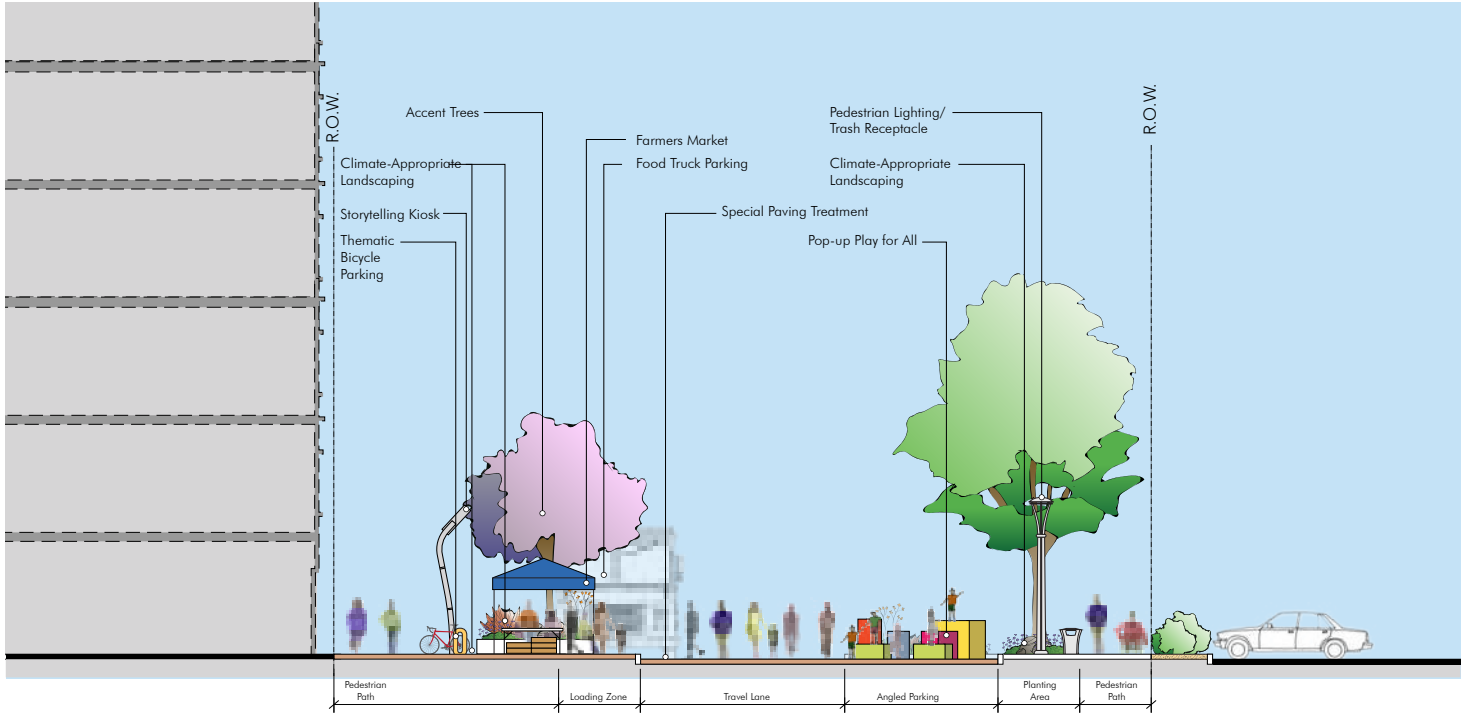 R.O.W.
R.O.W.
Accent Trees
Farmers Market
Climate-Appropriate
Landscaping
Food Truck Parking
Storytelling Kiosk
Special Paving Treatment
Thematic
Bicycle
Parking
Pedestrian Lighting/
Trash Receptacle
Climate-Appropriate
Landscaping
Pop-up Play for All
Pedestrian
Path
Loading Zone
Travel Lane
Angled Parking
Planting
Area
Pedestrian
Path